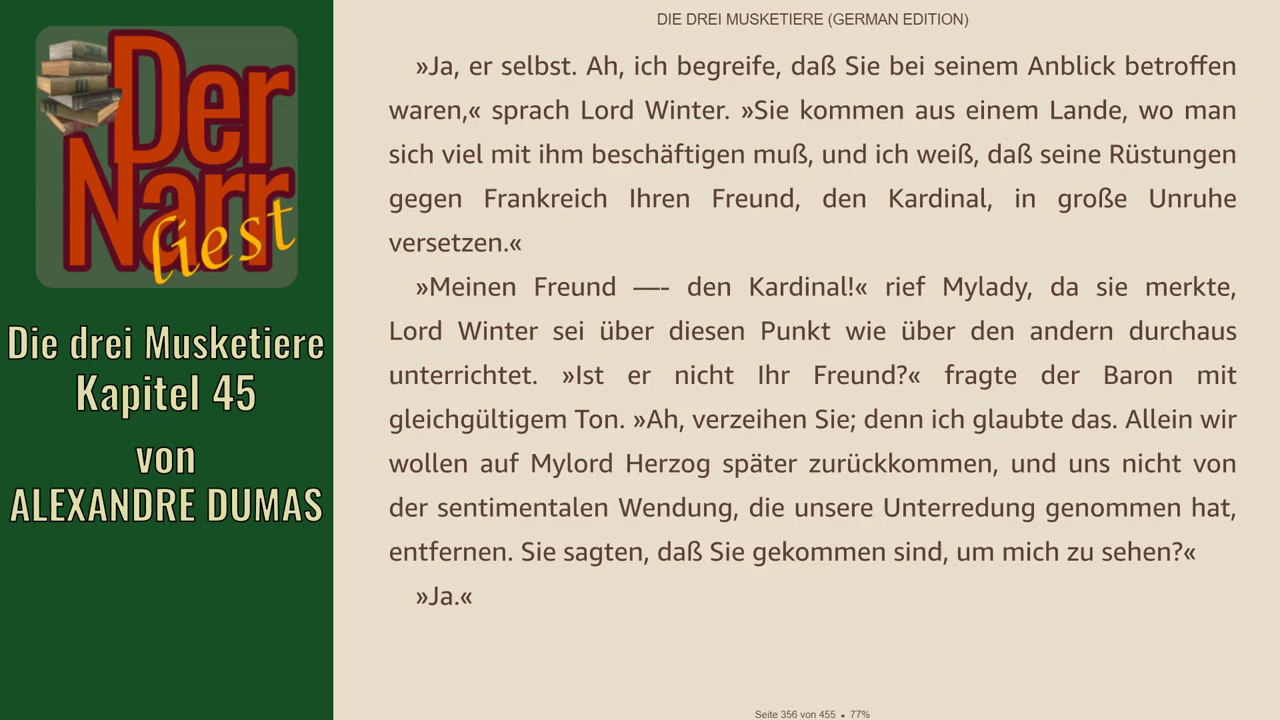 Der
Narr
liest
Die drei Musketiere
Kapitel 45
von
ALEXANDRE DUMAS
DIE DREI MUSKETIERE (GERMAN EDITION)
»Ja, er selbst. Ah, ich begreife, daß Sie bei seinem Anblick betroffen
waren,« sprach Lord Winter. »Sie kommen aus einem Lande, wo man
sich viel mit ihm beschäftigen muß, und ich weiß, daß seine Rüstungen
gegen Frankreich Ihren Freund, den Kardinal, in große Unruhe
versetzen.«
»Meinen Freund —- den Kardinal!« rief Mylady, da sie merkte,
Lord Winter sei über diesen Punkt wie über den andern durchaus
unterrichtet. »Ist er nicht Ihr Freund?« fragte der Baron mit
gleichgültigem Ton. »Ah, verzeihen Sie; denn ich glaubte das. Allein wir
wollen auf Mylord Herzog später zurückkommen, und uns nicht von
der sentimentalen Wendung, die unsere Unterredung genommen hat,
entfernen. Sie sagten, daß Sie gekommen sind, um mich zu sehen?«
»Ja.«
Seite 356 von 455 • 77%